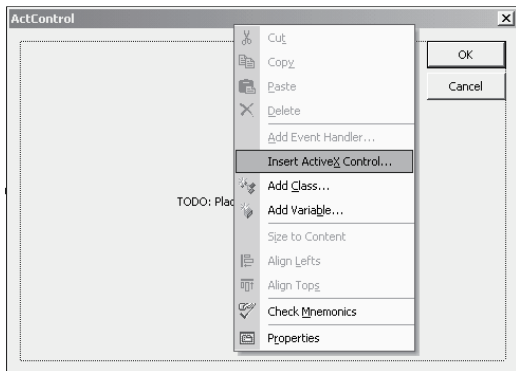 ActControl
OK
Cancel
TODO: Plac
Cut
Copy
Paste
Delete
Add Event Handler...
Insert ActiveX Control...
Add Class...
Add Variable...
Size to Content
Align Lefts
Align Tops
Check Mnemonics
Properties